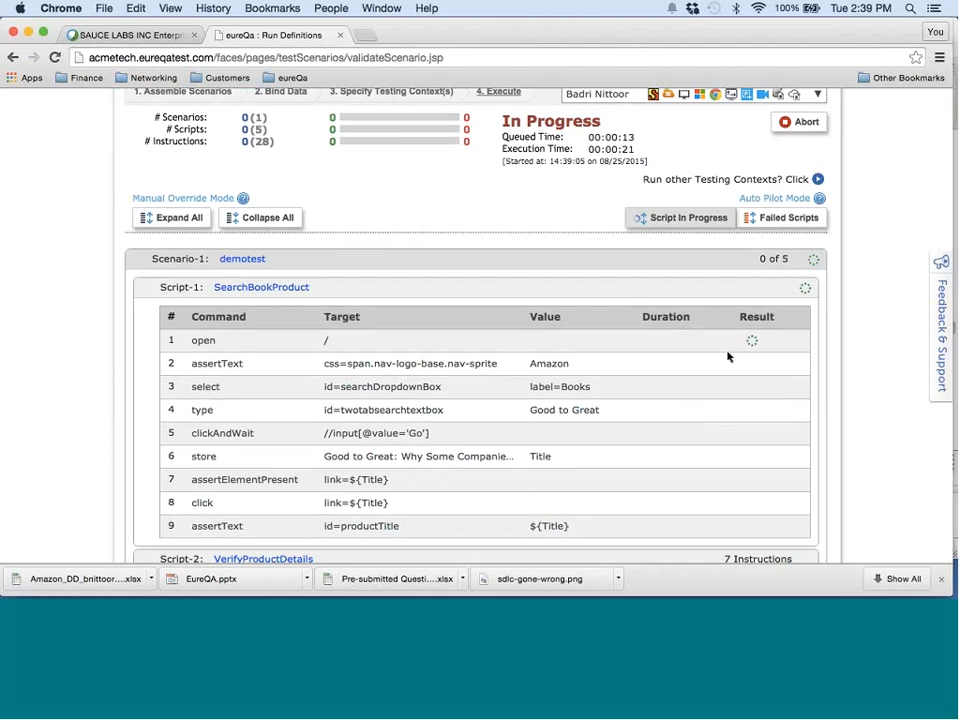 Chrome File Edit View History Bookmarks People Window Help 100% Tue 2:39 PM
SAUCE LABS INC Enterpr × eureQa : Run Definitions × You
acmetech.eureqatest.com/faces/pages/testScenarios/validateScenario.jsp
Apps Finance Networking Customers eureQa Other Bookmarks
1. Assemble Scenarios 2. Bind Data 3. Specify Testing Context(s) 4. Execute Badri Nittoor
# Scenarios: 0 (1) 0 0 In Progress Abort
# Scripts: 0 (5) 0 0 Queued Time: 00:00:13
# Instructions: 0 (28) 0 0 Execution Time: 00:00:21
[Started at: 14:39:05 on 08/25/2015]
Run other Testing Contexts? Click
Manual Override Mode ? Auto Pilot Mode ?
Expand All Collapse All Script In Progress Failed Scripts
Scenario-1: demotest 0 of 5
Script-1: SearchBookProduct
# Command Target Value Duration Result
1 open /
2 assertText css=span.nav-logo-base.nav-sprite Amazon
3 select id=searchDropdownBox label=Books
4 type id=twotabsearchtextbox Good to Great
5 clickAndWait //input[@value='Go']
6 store Good to Great: Why Some Companie... Title
7 assertElementPresent link=${Title}
8 click link=${Title}
9 assertText id=productTitle ${Title}
Script-2: VerifyProductDetails 7 Instructions
Feedback & Support
Amazon_DD_bnittoor....xlsx EureQA.pptx Pre-submitted Questi....xlsx sdlc-gone-wrong.png Show All ×